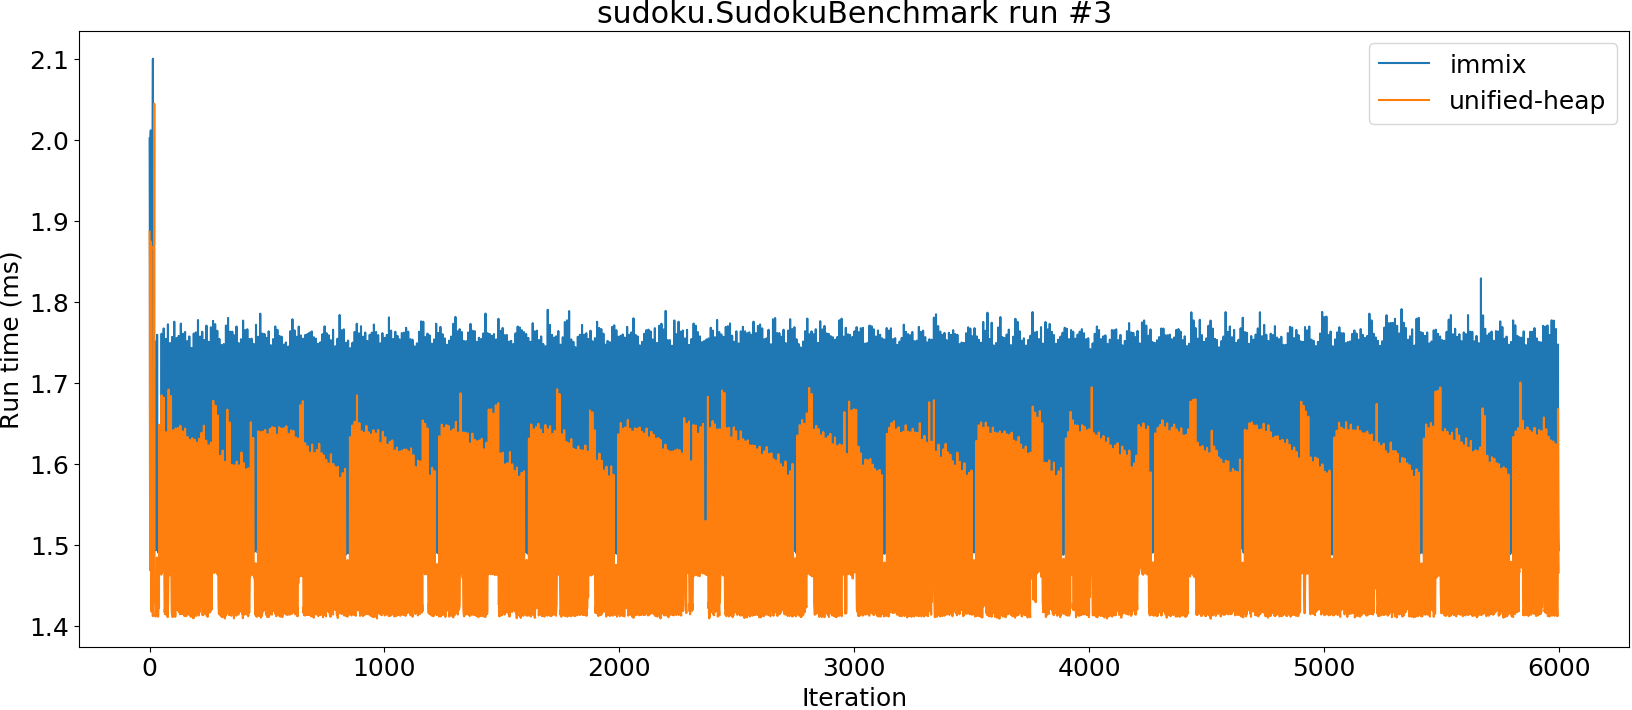 sudoku.SudokuBenchmark run #3
immix
unified-heap
Run time (ms)
2.1
2.0
1.9
1.8
1.7
1.6
1.5
1.4
0 1000 2000 3000 4000 5000 6000
Iteration